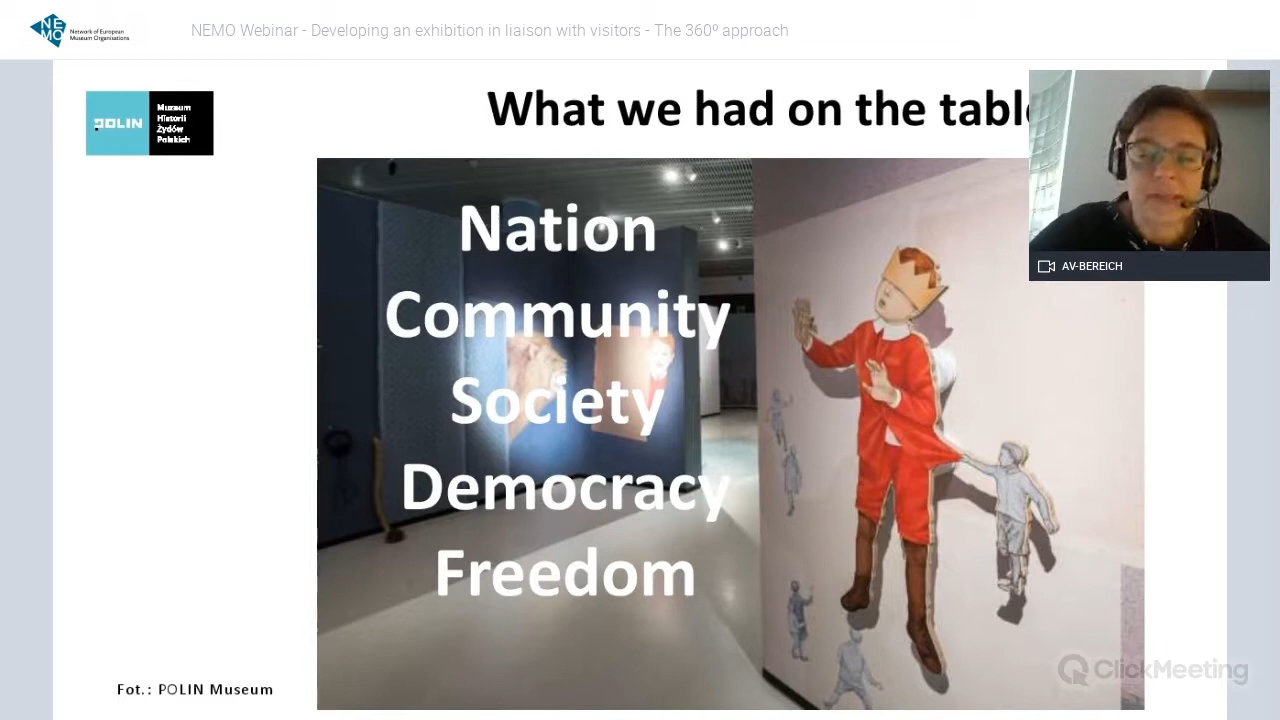 NEMO
Network of European
Museum Organisations
NEMO Webinar - Developing an exhibition in liaison with visitors - The 360º approach
POLIN
Muzeum
Historii
Żydów
Polskich
What we had on the
AV-BEREICH
Nation
Community
Society
Democracy
Freedom
Fot.: POLIN Museum
ClickMeeting